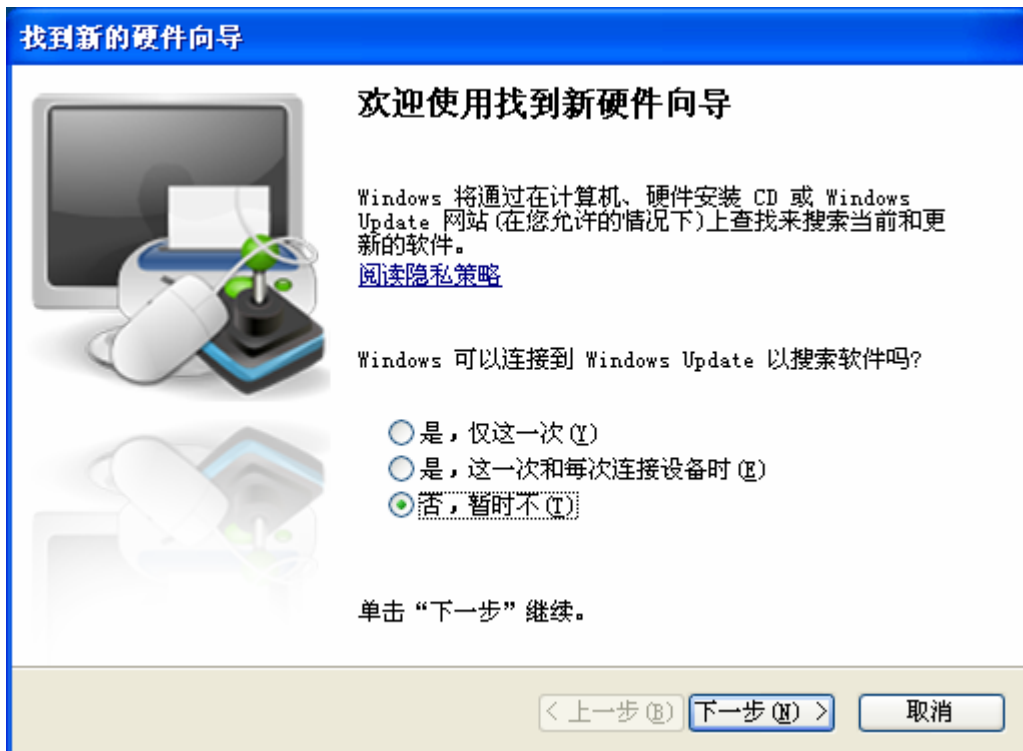 找到新的硬件向导
欢迎使用找到新硬件向导
Windows 将通过在计算机、硬件安装 CD 或 Windows
Update 网站(在您允许的情况下)上查找来搜索当前和更
新的软件。
阅读隐私策略
Windows 可以连接到 Windows Update 以搜索软件吗?
是，仅这一次(Y)
是，这一次和每次连接设备时(E)
否，暂时不(T)
单击“下一步”继续。
< 上一步(B) 下一步(N) > 取消